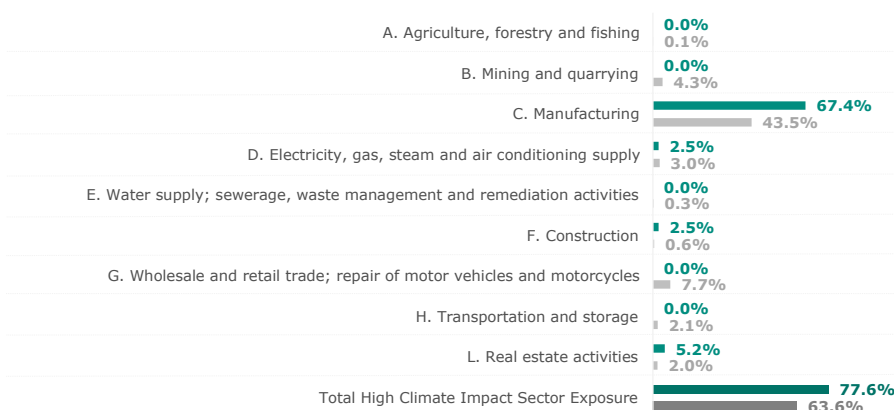 A. Agriculture, forestry and fishing
0.0%
0.1%
B. Mining and quarrying
0.0%
4.3%
C. Manufacturing
67.4%
43.5%
D. Electricity, gas, steam and air conditioning supply
2.5%
3.0%
E. Water supply; sewerage, waste management and remediation activities
0.0%
0.3%
F. Construction
2.5%
0.6%
G. Wholesale and retail trade; repair of motor vehicles and motorcycles
0.0%
7.7%
H. Transportation and storage
0.0%
2.1%
L. Real estate activities
5.2%
2.0%
Total High Climate Impact Sector Exposure
77.6%
63.6%